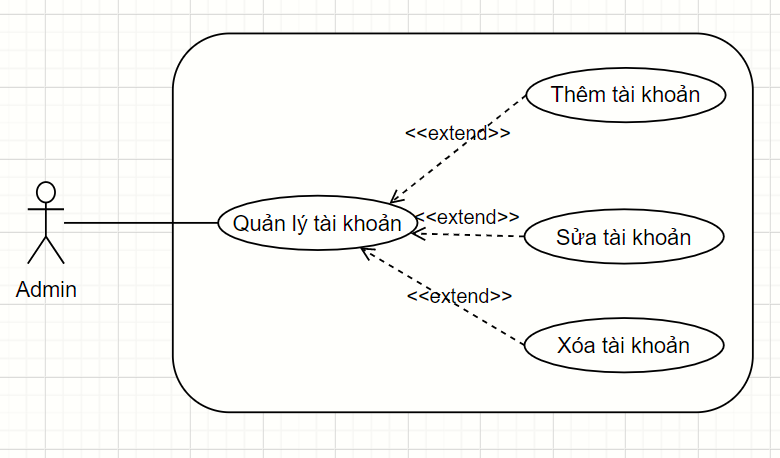 Thêm tài khoản
<<extend>>
Quản lý tài khoản
<<extend>>
Sửa tài khoản
Admin
<<extend>>
Xóa tài khoản